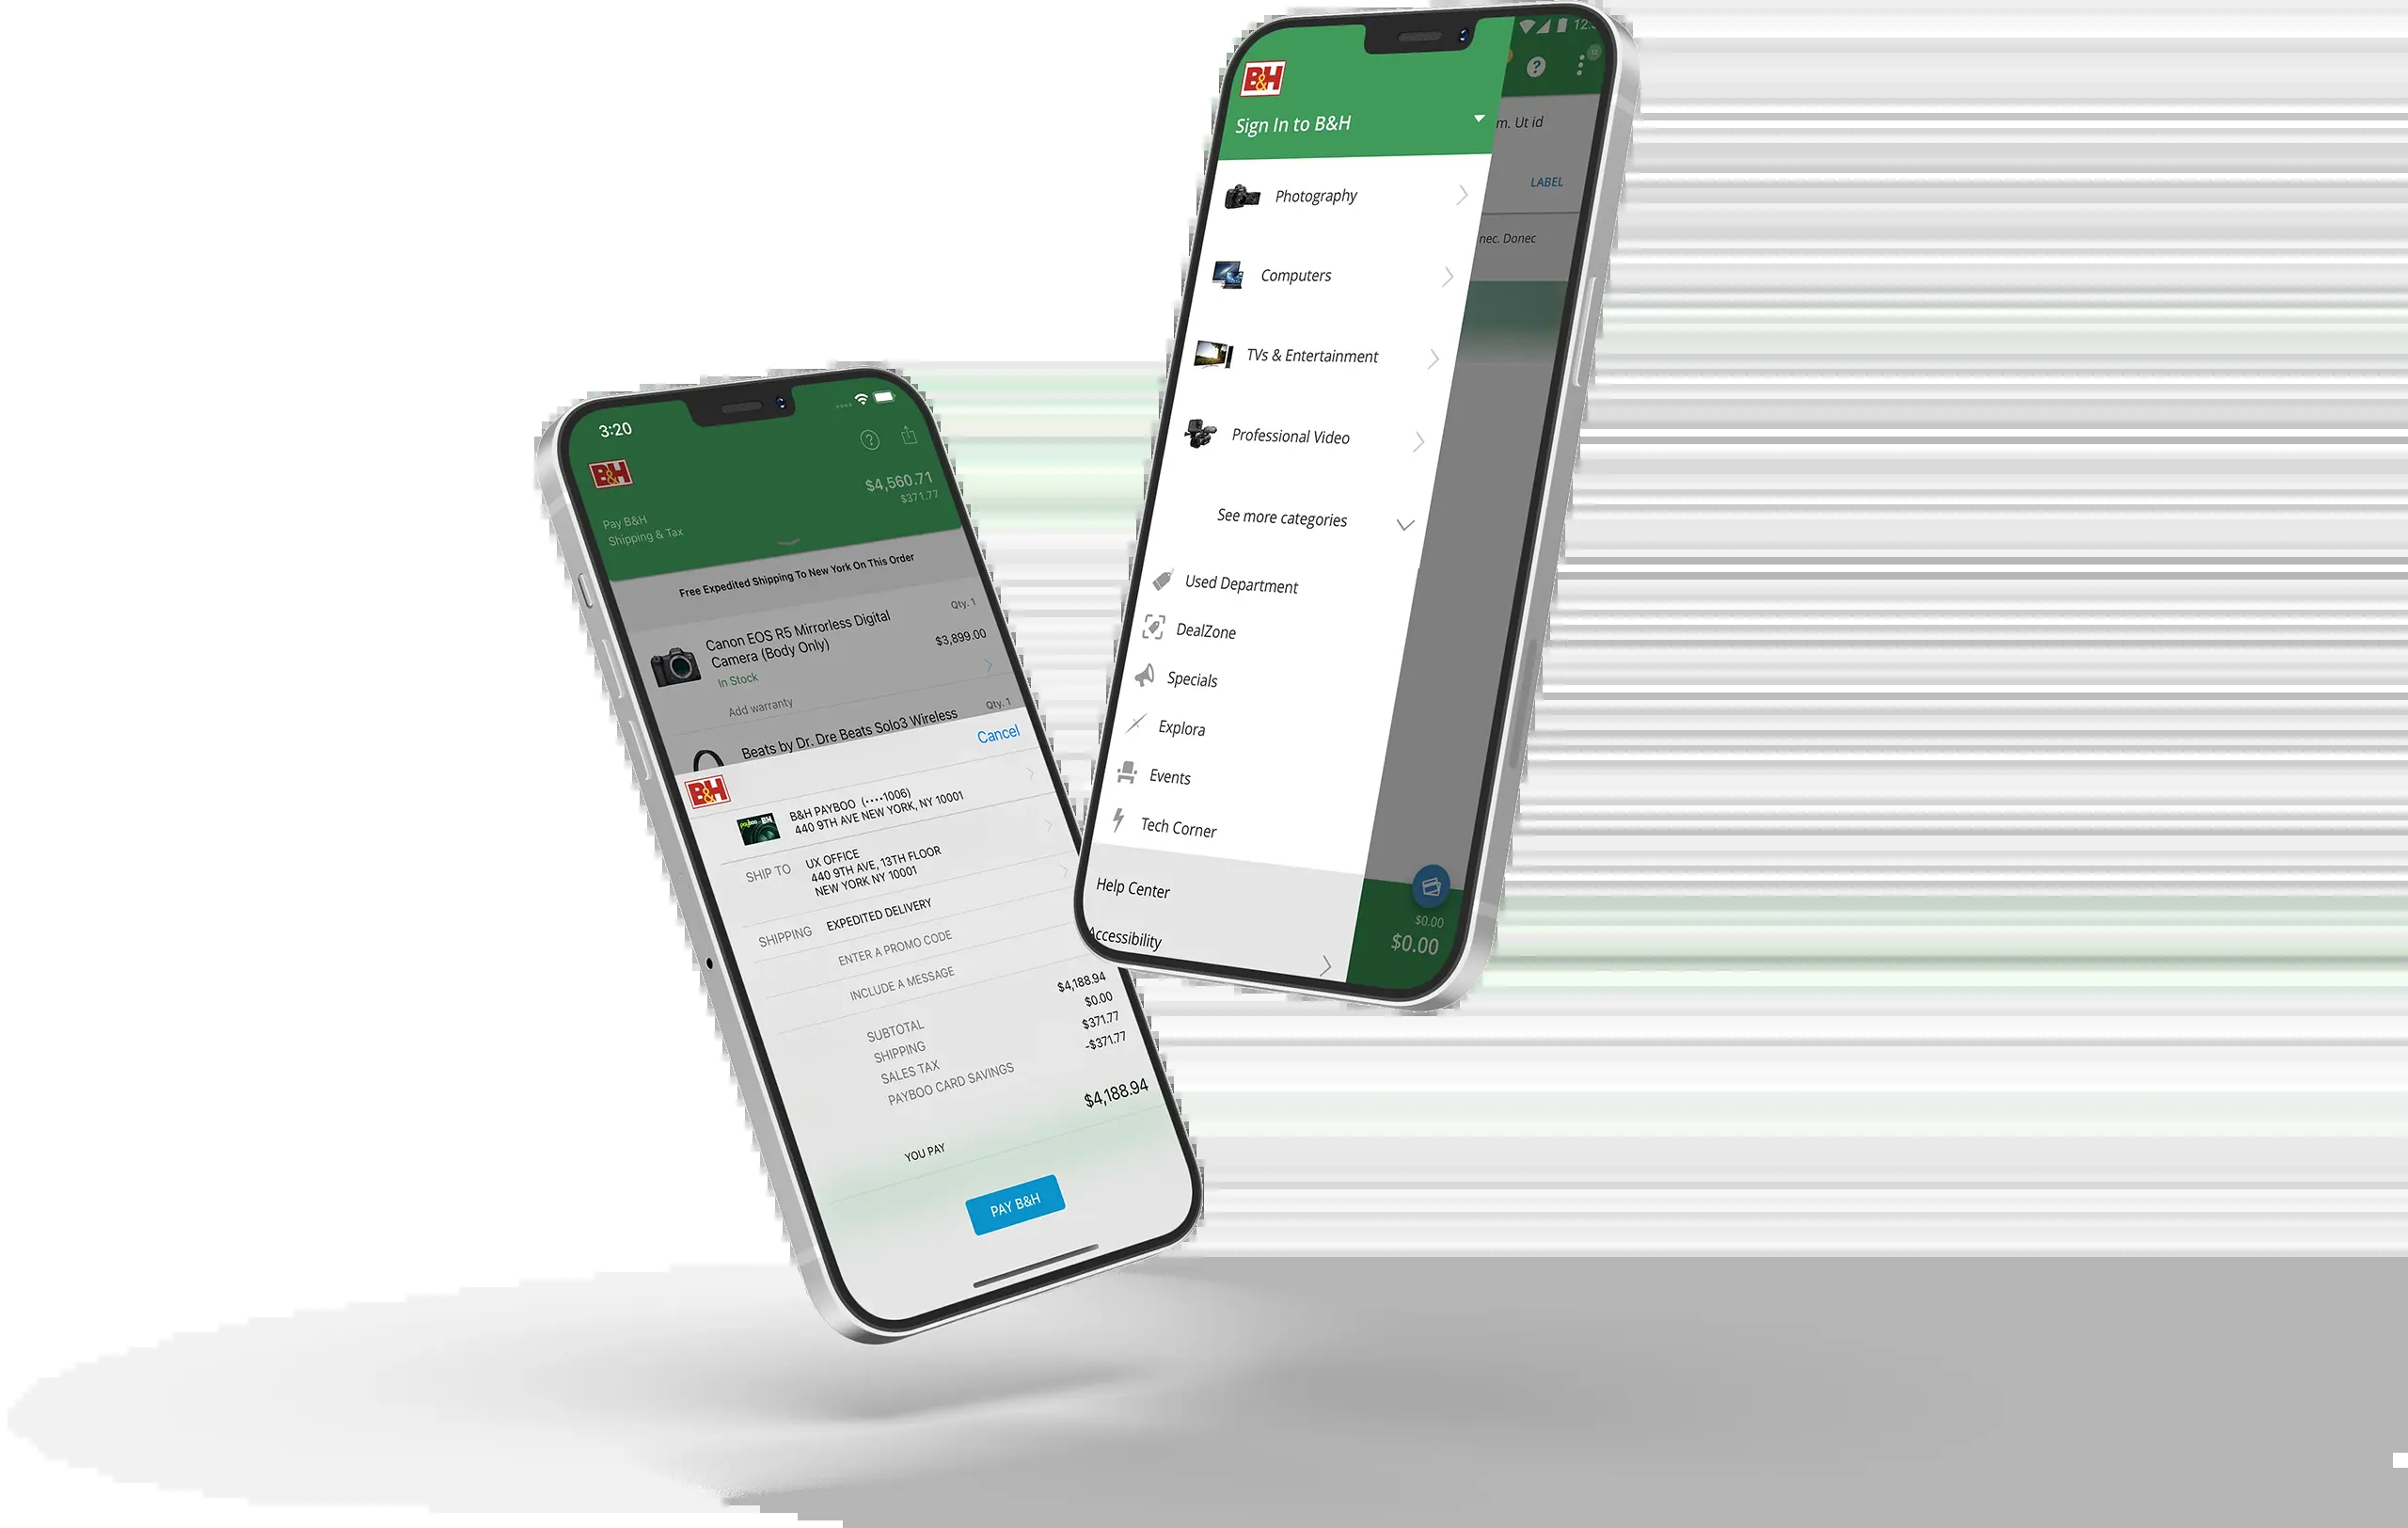 3:20
B&H
$4,560.71
$371.77
Pay B&H
Shipping & Tax
Free Expedited Shipping To New York On This Order
Qty. 1
Canon EOS R5 Mirrorless Digital
Camera (Body Only)
$3,899.00
In Stock
Add warranty
Qty. 1
Beats by Dr. Dre Beats Solo3 Wireless
Cancel
B&H
B&H PAYBOO (••••1006)
440 9TH AVE NEW YORK, NY 10001
SHIP TO
UX OFFICE
440 9TH AVE, 13TH FLOOR
NEW YORK NY 10001
SHIPPING
EXPEDITED DELIVERY
ENTER A PROMO CODE
INCLUDE A MESSAGE
SUBTOTAL $4,188.94
SHIPPING $0.00
SALES TAX $371.77
PAYBOO CARD SAVINGS -$371.77
YOU PAY $4,188.94
PAY B&H
B&H
Sign In to B&H
Photography
Computers
TVs & Entertainment
Professional Video
See more categories
Used Department
DealZone
Specials
Explora
Events
Tech Corner
Help Center
Accessibility
m. Ut id
LABEL
nec. Donec
$0.00
$0.00